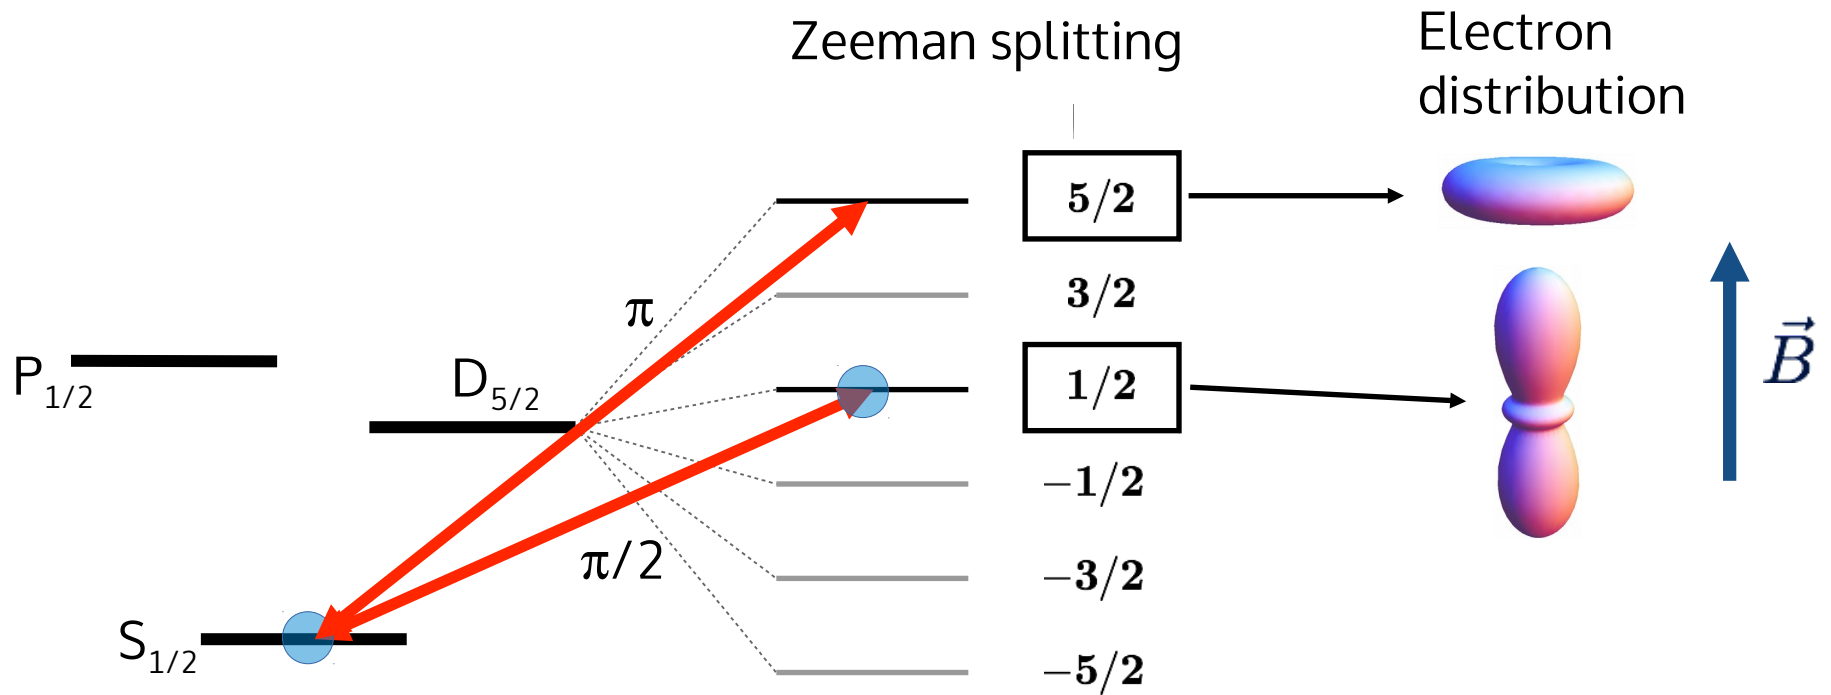 Zeeman splitting
Electron
distribution
5/2
π
3/2
P1/2
D5/2
1/2
B⃗
−1/2
π/2
−3/2
S1/2
−5/2